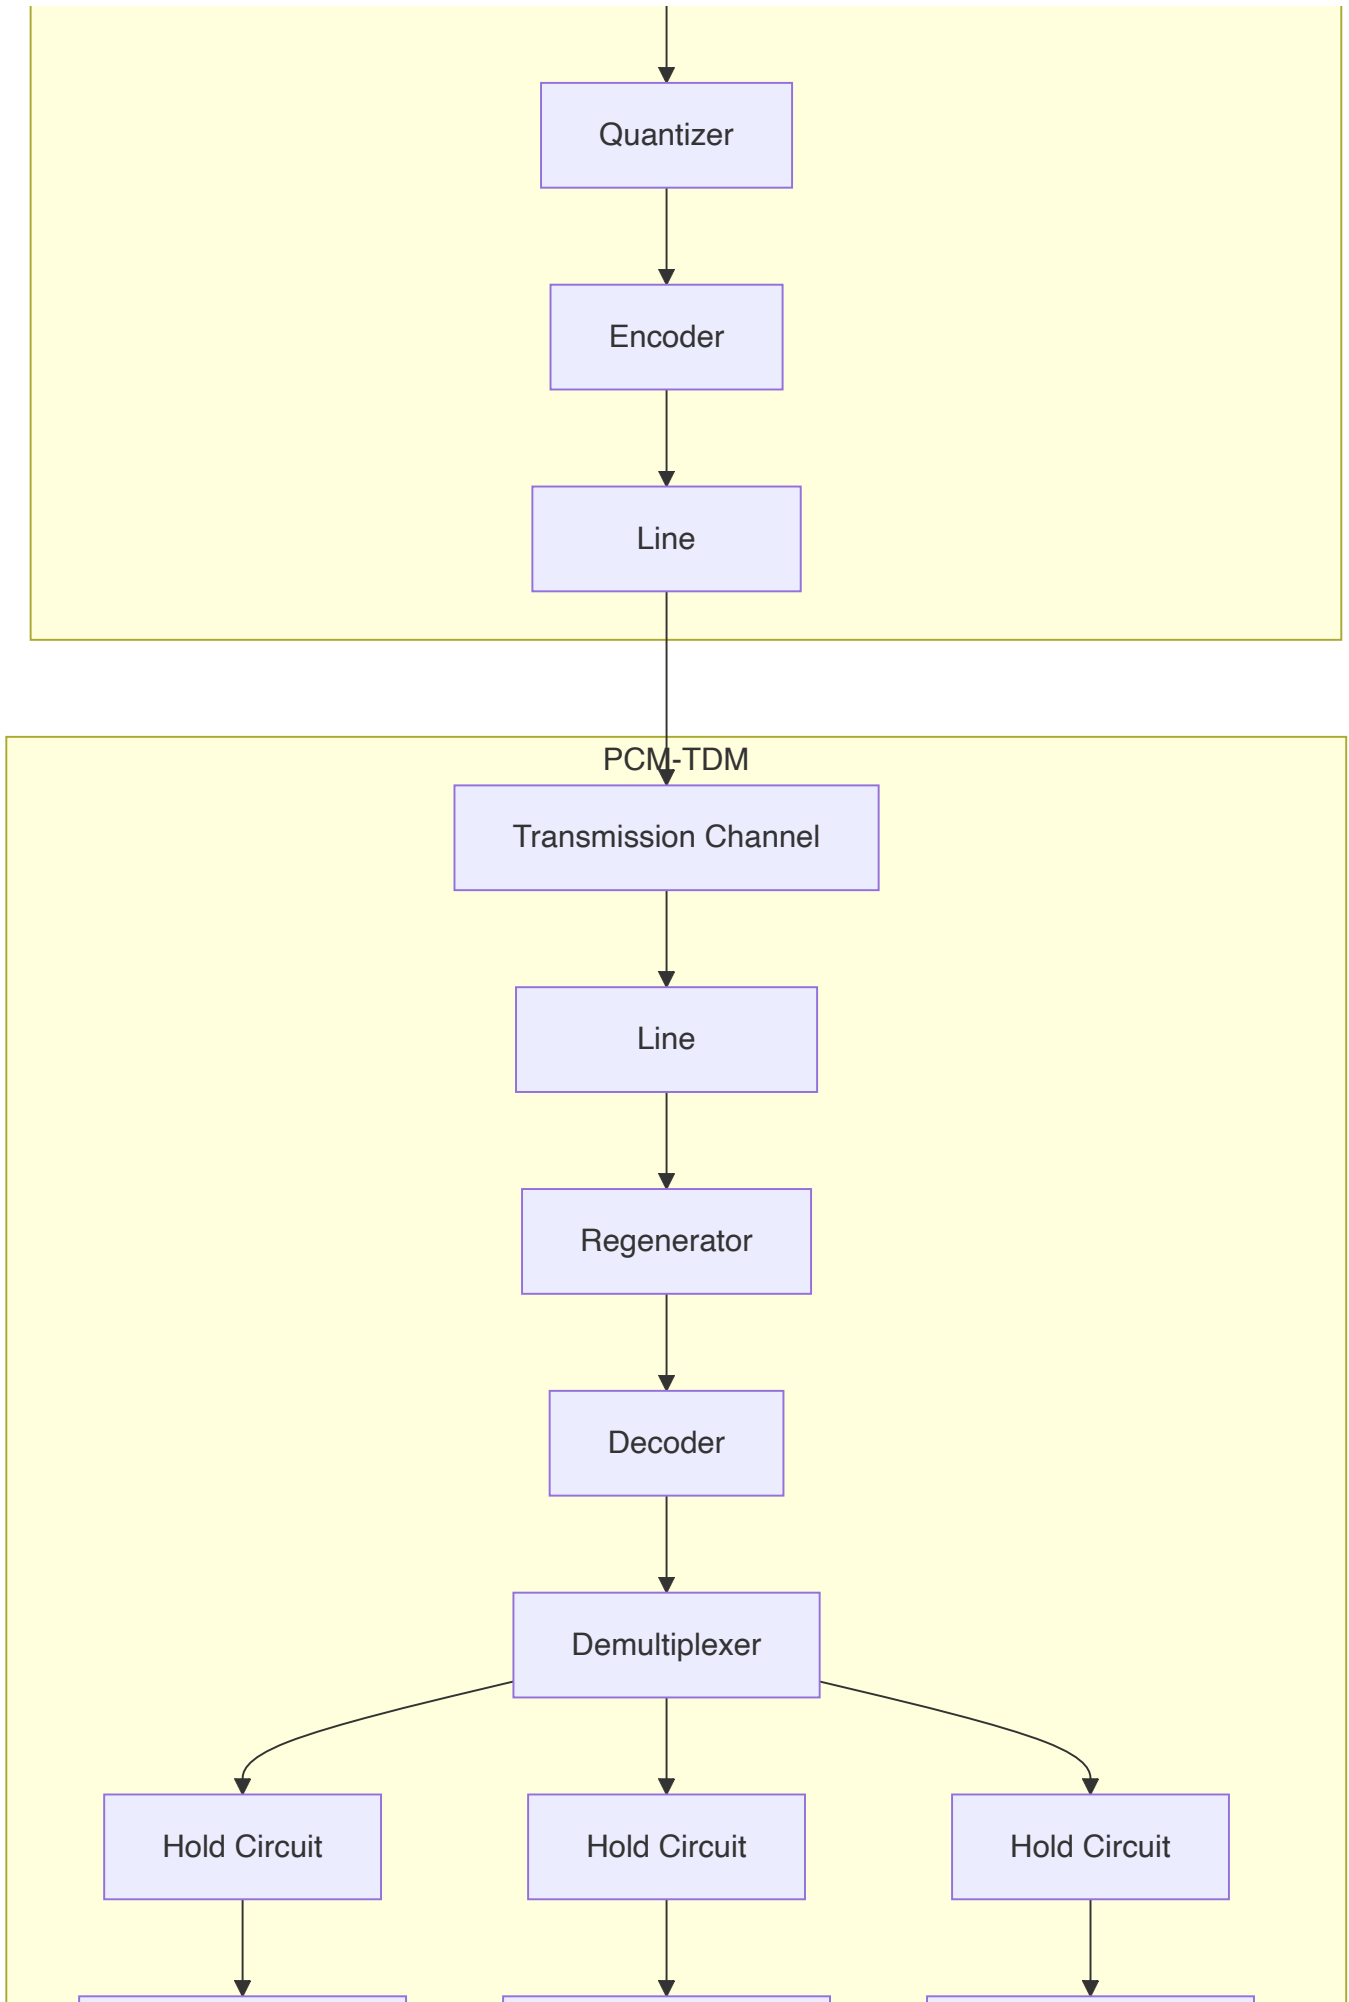 Quantizer
Encoder
Line
PCM-TDM
Transmission Channel
Line
Regenerator
Decoder
Demultiplexer
Hold Circuit
Hold Circuit
Hold Circuit